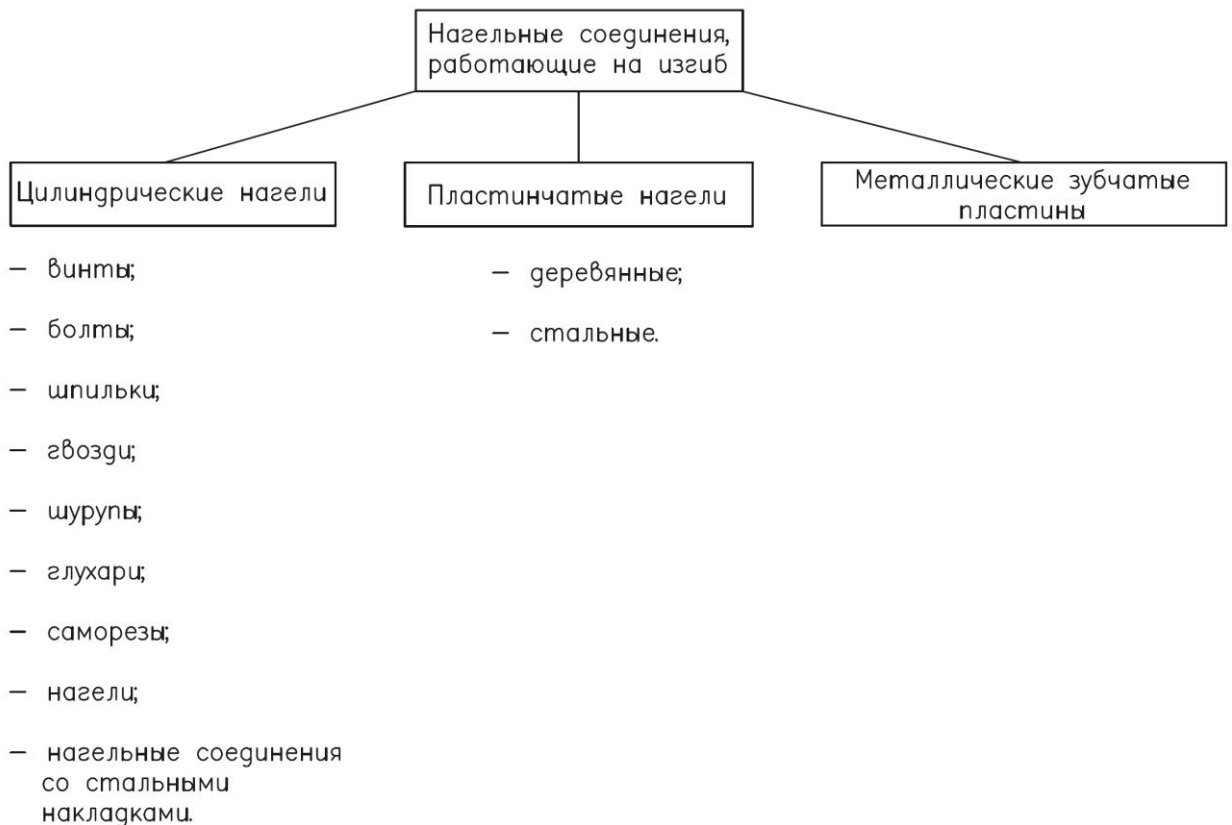 Нагельные соединения,
работающие на изгиб
Цилиндрические нагели
Пластинчатые нагели
Металлические зубчатые
пластины
— винты;
— болты;
— шпильки;
— гвозди;
— шурупы;
— глухари;
— саморезы;
— нагели;
— нагельные соединения
со стальными
накладками.
— деревянные;
— стальные.